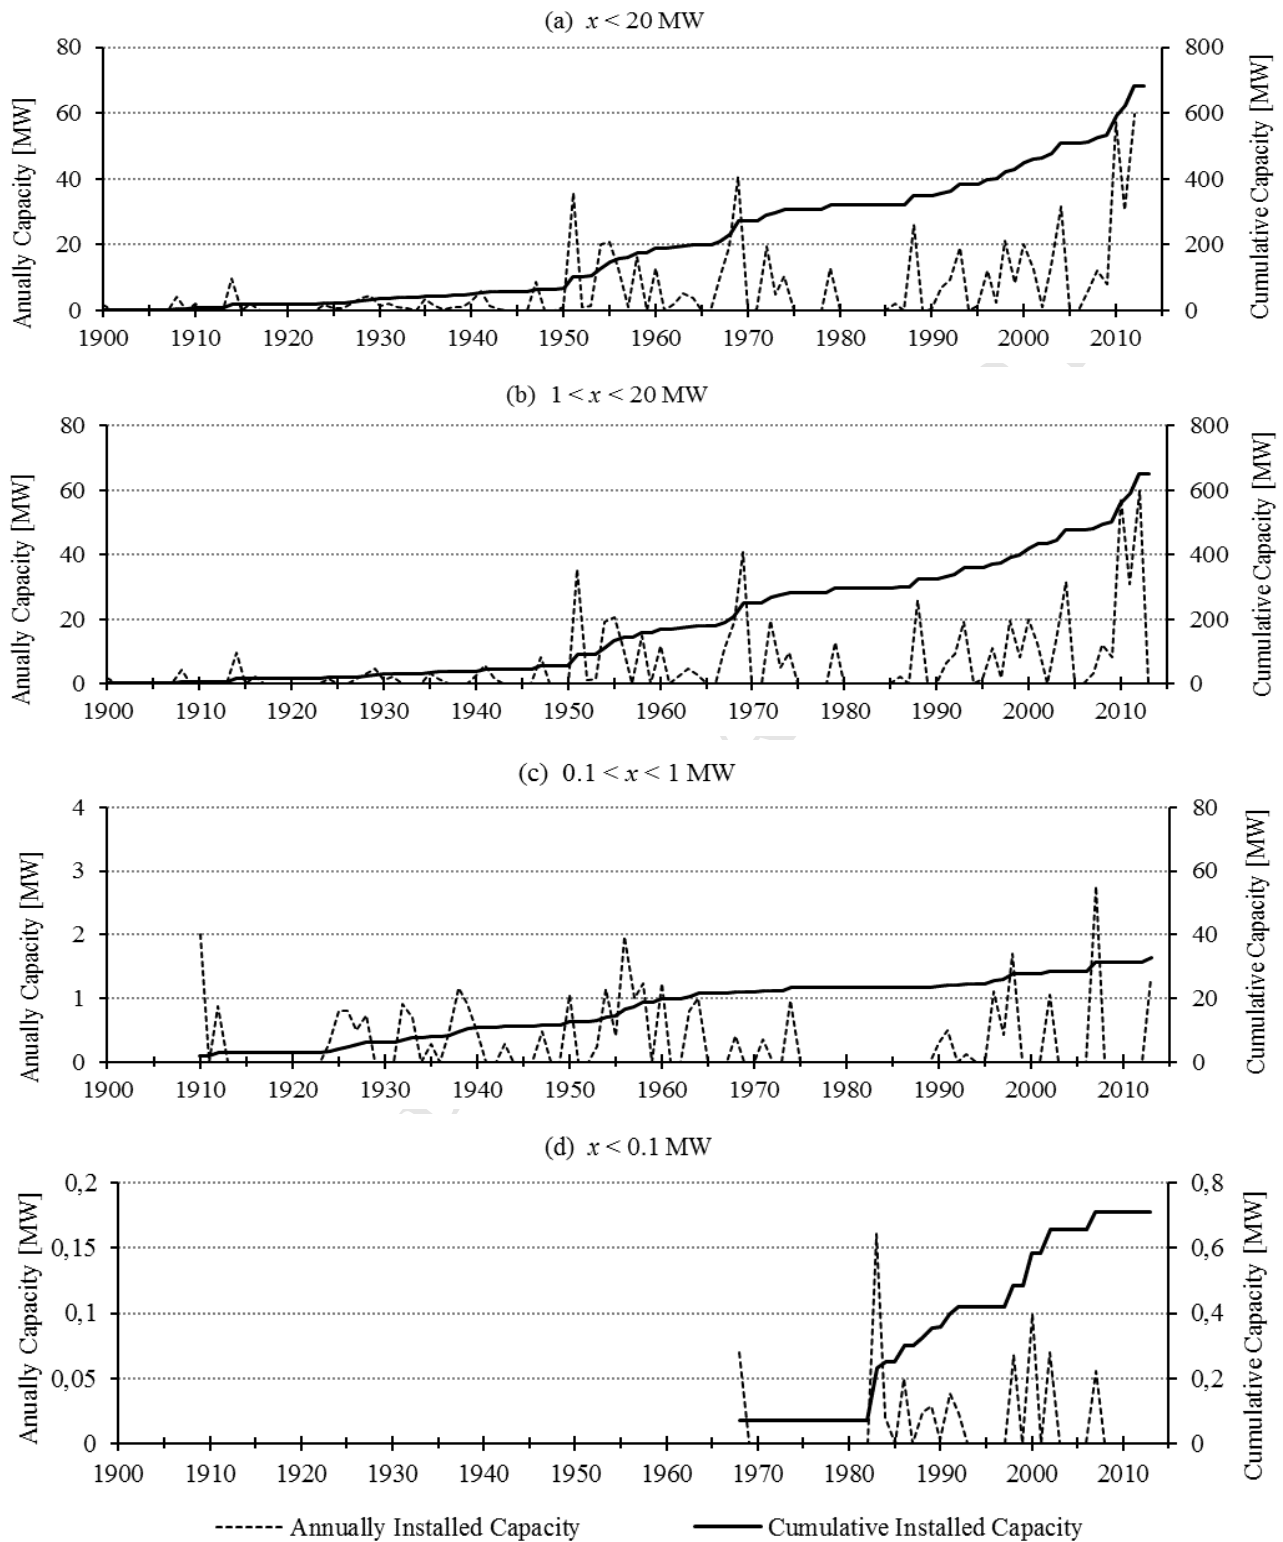 (a) x < 20 MW
Anually Capacity [MW]
80 60 40 20 0
800 600 400 200 0
Cumulative Capacity [MW]
1900 1910 1920 1930 1940 1950 1960 1970 1980 1990 2000 2010
(b) 1 < x < 20 MW
Anually Capacity [MW]
80 60 40 20 0
800 600 400 200 0
Cumulative Capacity [MW]
1900 1910 1920 1930 1940 1950 1960 1970 1980 1990 2000 2010
(c) 0.1 < x < 1 MW
Anually Capacity [MW]
4 3 2 1 0
80 60 40 20 0
Cumulative Capacity [MW]
1900 1910 1920 1930 1940 1950 1960 1970 1980 1990 2000 2010
(d) x < 0.1 MW
Anually Capacity [MW]
0,2 0,15 0,1 0,05 0
0,8 0,6 0,4 0,2 0
Cumulative Capacity [MW]
1900 1910 1920 1930 1940 1950 1960 1970 1980 1990 2000 2010
Annually Installed Capacity Cumulative Installed Capacity